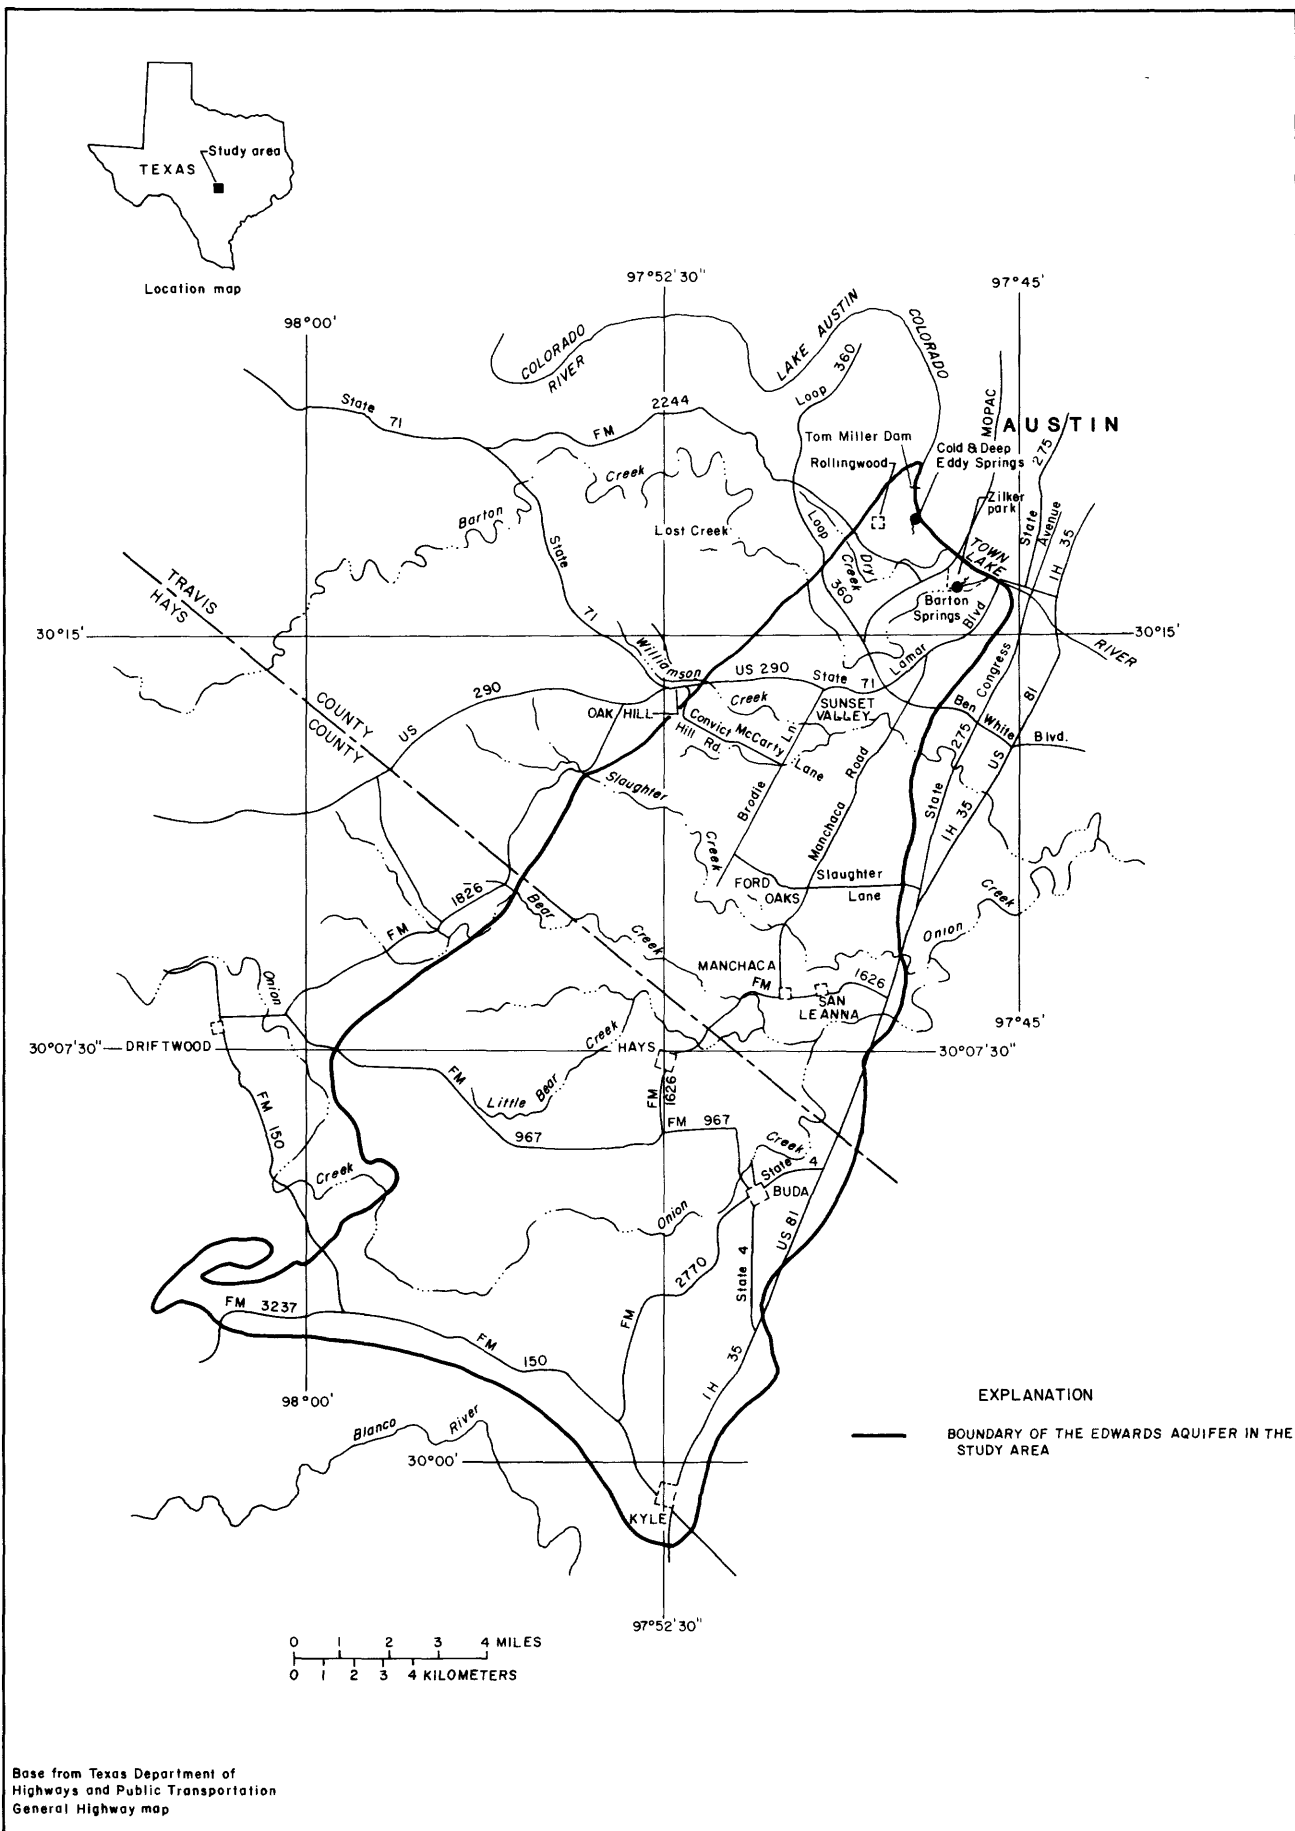 TEXAS
Study area
Location map
97°52'30"
97°45'
98°00'
COLORADO
RIVER
LAKE AUSTIN
COLORADO
Loop 360
State 71
FM 2244
MOPAC
AUSTIN
Tom Miller Dam
Rollingwood
Cold & Deep
Eddy Springs
State 275
Zilker
park
Barton Creek
Lost Creek
Loop 360
Dry
Creek
TOWN
LAKE
Avenue
IH 35
State 71
TRAVIS
HAYS
Barton
Springs
Blvd
30°15'
30°15'
RIVER
Williamson
Creek
US 290
State 71
Lamar
Congress
81
COUNTY
COUNTY
US 290
OAK HILL
Convict
Hill Rd.
McCarty
Lane
SUNSET
VALLEY
Ben White Blvd.
Brodie Ln
Manchaca Road
State 275
IH 35
US
Slaughter
Creek
FORD
OAKS
Slaughter
Lane
Creek
Onion
FM 1826
Bear
Creek
MANCHACA
FM
1626
SAN
LEANNA
Onion
97°45'
30°07'30"
DRIFTWOOD
Creek
HAYS
30°07'30"
FM
FM
1626
Little Bear
FM 150
967
FM 967
Creek
State 4
BUDA
Creek
Onion
US 81
State 4
2770
FM
FM 3237
FM
150
IH 35
98°00'
Blanco River
30°00'
KYLE
EXPLANATION
BOUNDARY OF THE EDWARDS AQUIFER IN THE
STUDY AREA
97°52'30"
0 1 2 3 4 MILES
0 1 2 3 4 KILOMETERS
Base from Texas Department of
Highways and Public Transportation
General Highway map